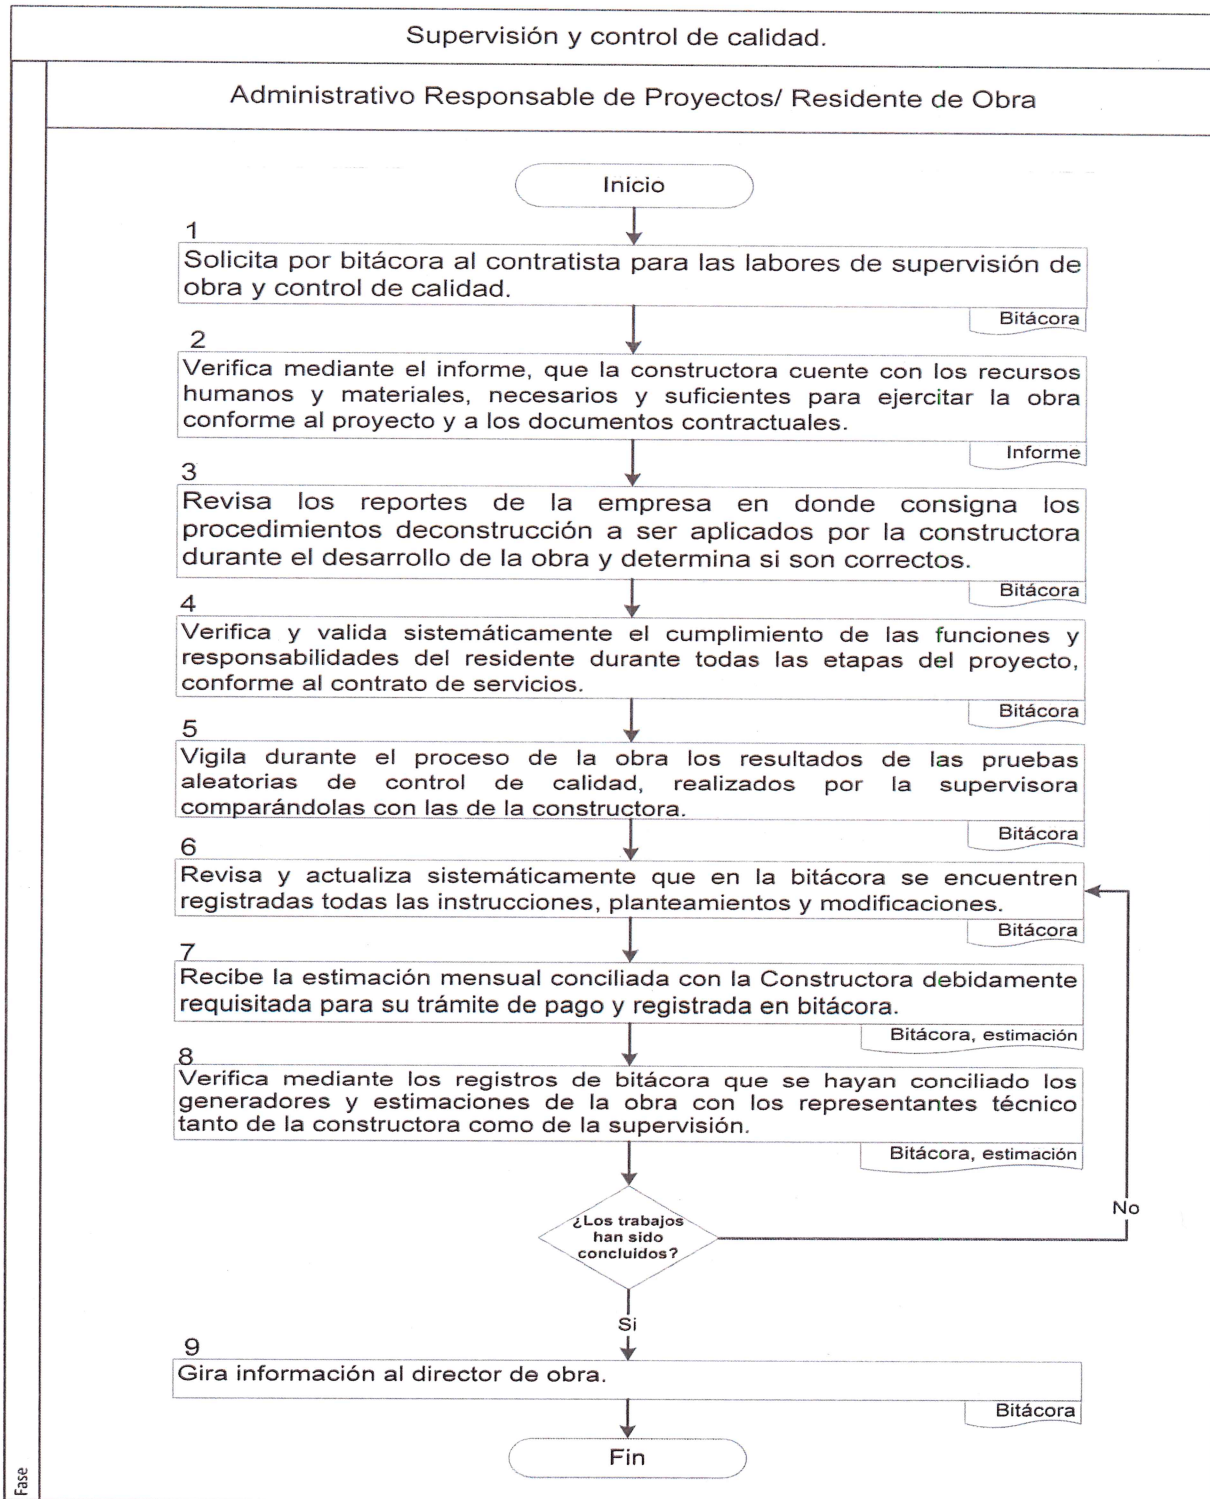 Supervisión y control de calidad.
Administrativo Responsable de Proyectos/ Residente de Obra
Inicio
1
Solicita por bitácora al contratista para las labores de supervisión de
obra y control de calidad.
Bitácora
2
Verifica mediante el informe, que la constructora cuente con los recursos
humanos y materiales, necesarios y suficientes para ejercitar la obra
conforme al proyecto y a los documentos contractuales.
Informe
3
Revisa los reportes de la empresa en donde consigna los
procedimientos deconstrucción a ser aplicados por la constructora
durante el desarrollo de la obra y determina si son correctos.
Bitácora
4
Verifica y valida sistemáticamente el cumplimiento de las funciones y
responsabilidades del residente durante todas las etapas del proyecto,
conforme al contrato de servicios.
Bitácora
5
Vigila durante el proceso de la obra los resultados de las pruebas
aleatorias de control de calidad, realizados por la supervisora
comparándolas con las de la constructora.
Bitácora
6
Revisa y actualiza sistemáticamente que en la bitácora se encuentren
registradas todas las instrucciones, planteamientos y modificaciones.
Bitácora
7
Recibe la estimación mensual conciliada con la Constructora debidamente
requisitada para su trámite de pago y registrada en bitácora.
Bitácora, estimación
8
Verifica mediante los registros de bitácora que se hayan conciliado los
generadores y estimaciones de la obra con los representantes técnico
tanto de la constructora como de la supervisión.
Bitácora, estimación
¿Los trabajos
han sido
concluidos?
No
Si
9
Gira información al director de obra.
Bitácora
Fin
Fase